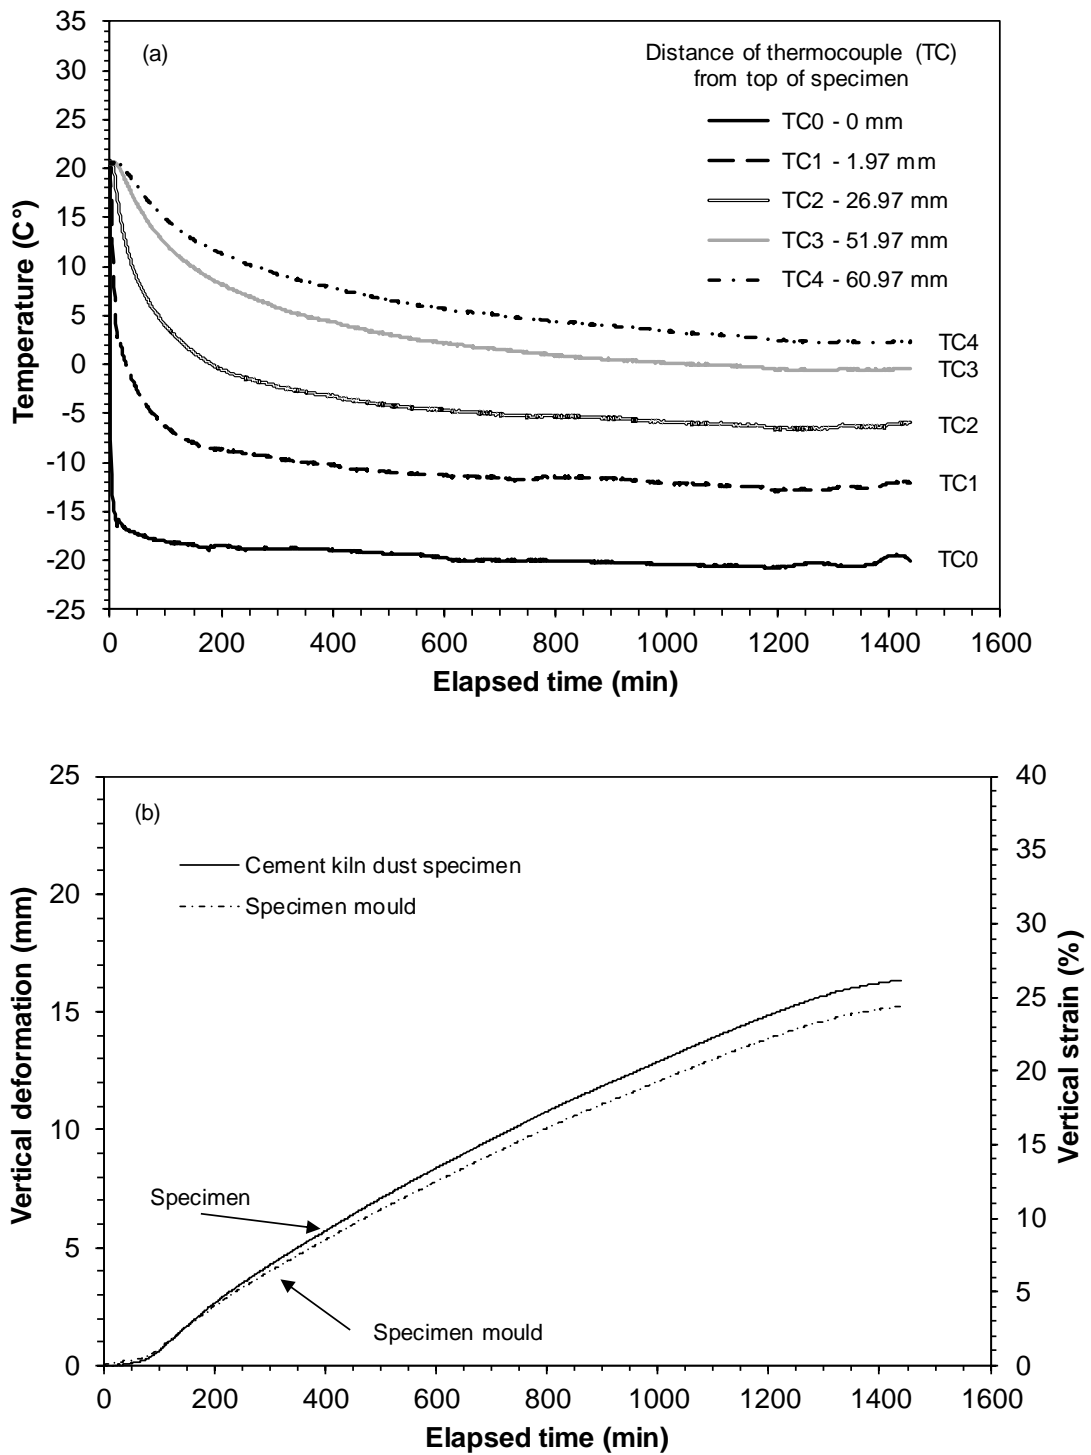 35
(a)
Distance of thermocouple (TC)
from top of specimen
30
25
TC0 - 0 mm
20
TC1 - 1.97 mm
15
TC2 - 26.97 mm
10
TC3 - 51.97 mm
5
TC4 - 60.97 mm
0
-5
-10
-15
-20
-25
Temperature (C°)
TC4
TC3
TC2
TC1
TC0
0 200 400 600 800 1000 1200 1400 1600
Elapsed time (min)
25
20
15
10
5
0
Vertical deformation (mm)
(b)
Cement kiln dust specimen
Specimen mould
Specimen
Specimen mould
40
35
30
25
20
15
10
5
0
Vertical strain (%)
0 200 400 600 800 1000 1200 1400 1600
Elapsed time (min)